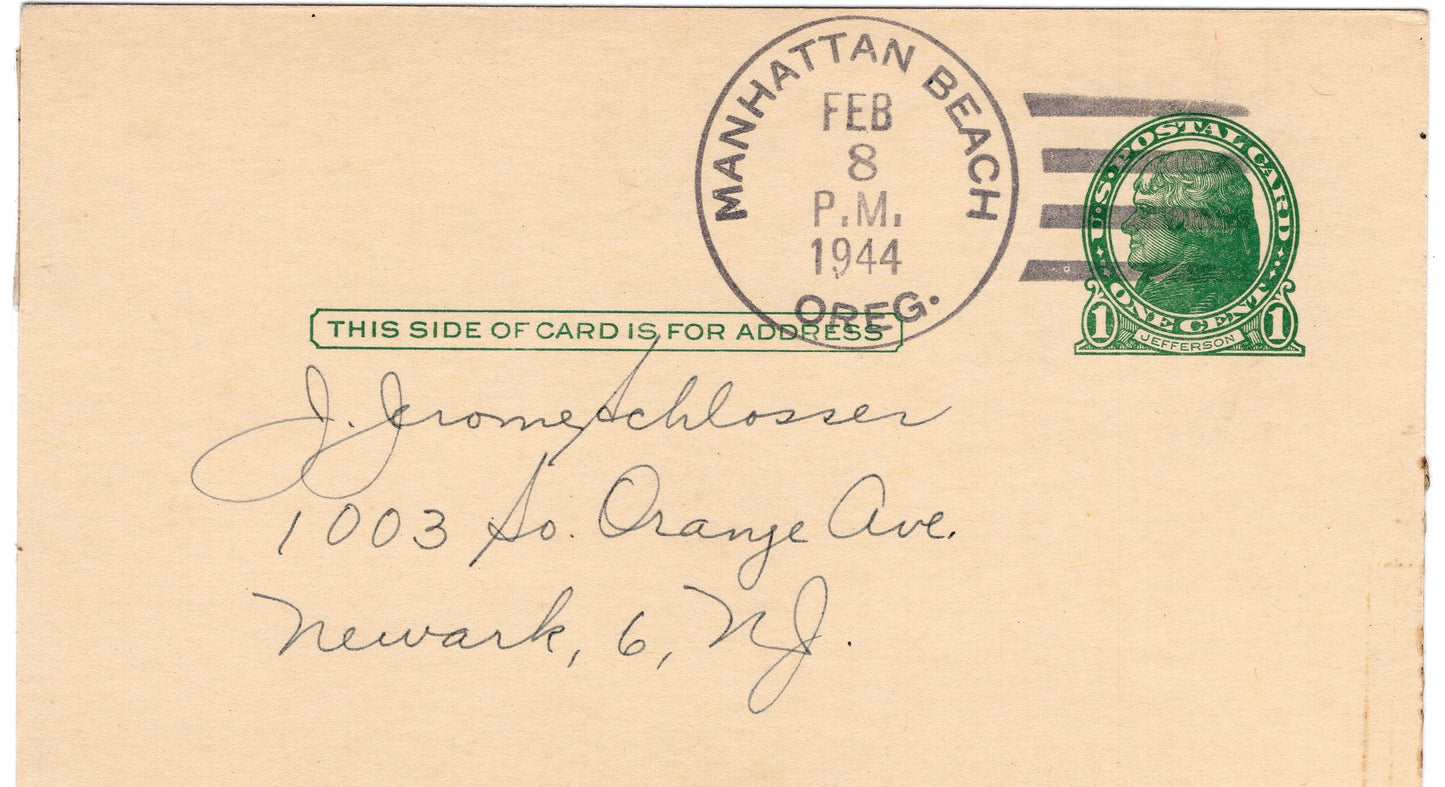 MANHATTAN BEACH
FEB
8
P.M.
1944
OREG.
U.S. POSTAL CARD
ONE CENT
1 JEFFERSON 1
THIS SIDE OF CARD IS FOR ADDRESS
J. Jerome Schlosser
1003 So. Orange Ave.
Newark, 6, NJ.